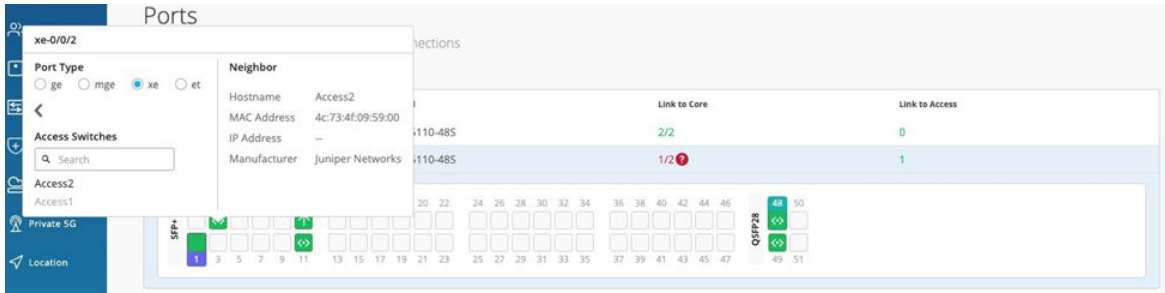 Ports
xe-0/0/2
nections
Port Type
ge mge xe et
Access Switches
Search
Access2
Access1
Neighbor
Hostname Access2
MAC Address 4c:73:4f:09:59:00
IP Address --
Manufacturer Juniper Networks
Link to Core Link to Access
5110-48S 2/2 0
5110-48S 1/2 ? 1
20 22 24 26 28 30 32 34 36 38 40 42 44 46 48 50
SFP+
QSFP28
1 3 5 7 9 11 13 15 17 19 21 23 25 27 29 31 33 35 37 39 41 43 45 47 49 51
Private 5G
Location